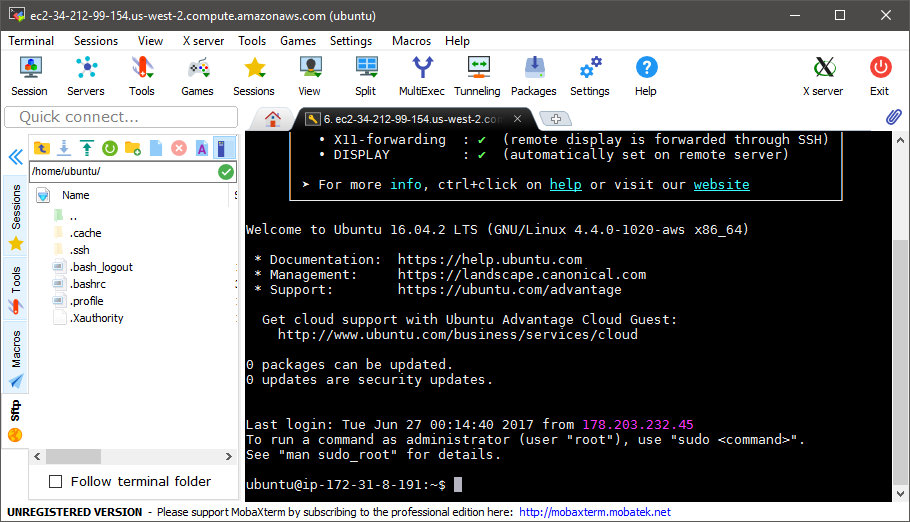 ec2-34-212-99-154.us-west-2.compute.amazonaws.com (ubuntu)
Terminal Sessions View X server Tools Games Settings Macros Help
Session Servers Tools Games Sessions View Split MultiExec Tunneling Packages Settings Help X server Exit
Quick connect...
6. ec2-34-212-99-154.us-west-2.com
/home/ubuntu/
Name S
..
.cache
.ssh
.bash_logout
.bashrc
.profile
.Xauthority
Sessions
Tools
Macros
Sftp
Follow terminal folder
• X11-forwarding : ✔ (remote display is forwarded through SSH)
• DISPLAY : ✔ (automatically set on remote server)
➤ For more info, ctrl+click on help or visit our website
Welcome to Ubuntu 16.04.2 LTS (GNU/Linux 4.4.0-1020-aws x86_64)
* Documentation: https://help.ubuntu.com
* Management: https://landscape.canonical.com
* Support: https://ubuntu.com/advantage
Get cloud support with Ubuntu Advantage Cloud Guest:
http://www.ubuntu.com/business/services/cloud
0 packages can be updated.
0 updates are security updates.
Last login: Tue Jun 27 00:14:40 2017 from 178.203.232.45
To run a command as administrator (user "root"), use "sudo <command>".
See "man sudo_root" for details.
ubuntu@ip-172-31-8-191:~$
UNREGISTERED VERSION - Please support MobaXterm by subscribing to the professional edition here: http://mobaxterm.mobatek.net